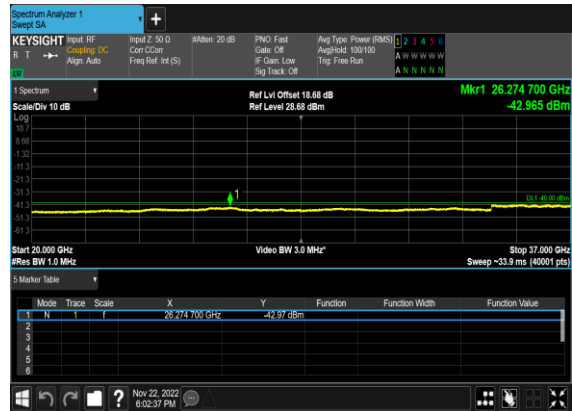 Spectrum Analyzer 1
Swept SA
KEYSIGHT Input: RF Input Z: 50 Ω #Atten: 20 dB PNO: Fast Avg Type: Power (RMS) 1 2 3 4 5 6
R T Coupling: DC Corr CCorr Gate: Off Avg|Hold: 100/100 A W W W W W
Align: Auto Freq Ref: Int (S) IF Gain: Low Trig: Free Run
Sig Track: Off A N N N N N
1 Spectrum Ref Lvl Offset 18.68 dB Mkr1 26.274 700 GHz
Scale/Div 10 dB Ref Level 28.68 dBm -42.965 dBm
Log
18.7
8.68
-1.32
-11.3
-21.3
-31.3
1
DL1 -40.00 dBm
-41.3
-51.3
-61.3
Start 20.000 GHz Video BW 3.0 MHz* Stop 37.000 GHz
#Res BW 1.0 MHz Sweep ~33.9 ms (40001 pts)
5 Marker Table
Mode Trace Scale X Y Function Function Width Function Value
1 N 1 f 26.274 700 GHz -42.97 dBm
2
3
4
5
6
? Nov 22, 2022
6:02:37 PM